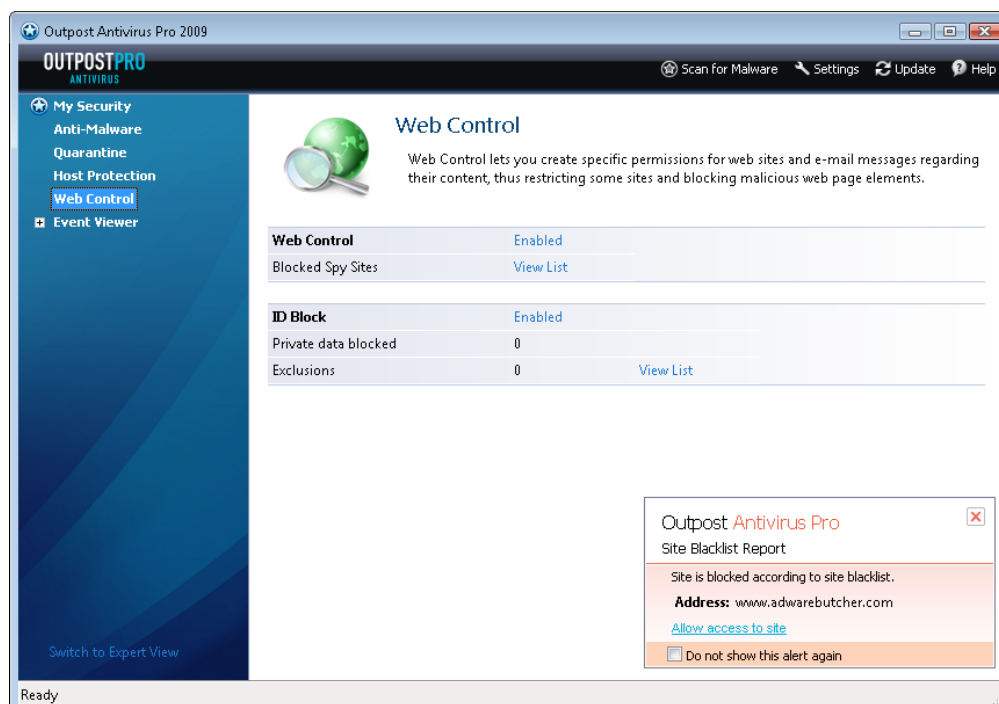 Outpost Antivirus Pro 2009
OUTPOSTPRO
ANTIVIRUS
Scan for Malware Settings Update Help
My Security
Anti-Malware
Quarantine
Host Protection
Web Control
Event Viewer
Switch to Expert View
Web Control
Web Control lets you create specific permissions for web sites and e-mail messages regarding
their content, thus restricting some sites and blocking malicious web page elements.
Web Control Enabled
Blocked Spy Sites View List
ID Block Enabled
Private data blocked 0
Exclusions 0 View List
Outpost Antivirus Pro
Site Blacklist Report
Site is blocked according to site blacklist.
Address: www.adwarebutcher.com
Allow access to site
Do not show this alert again
Ready